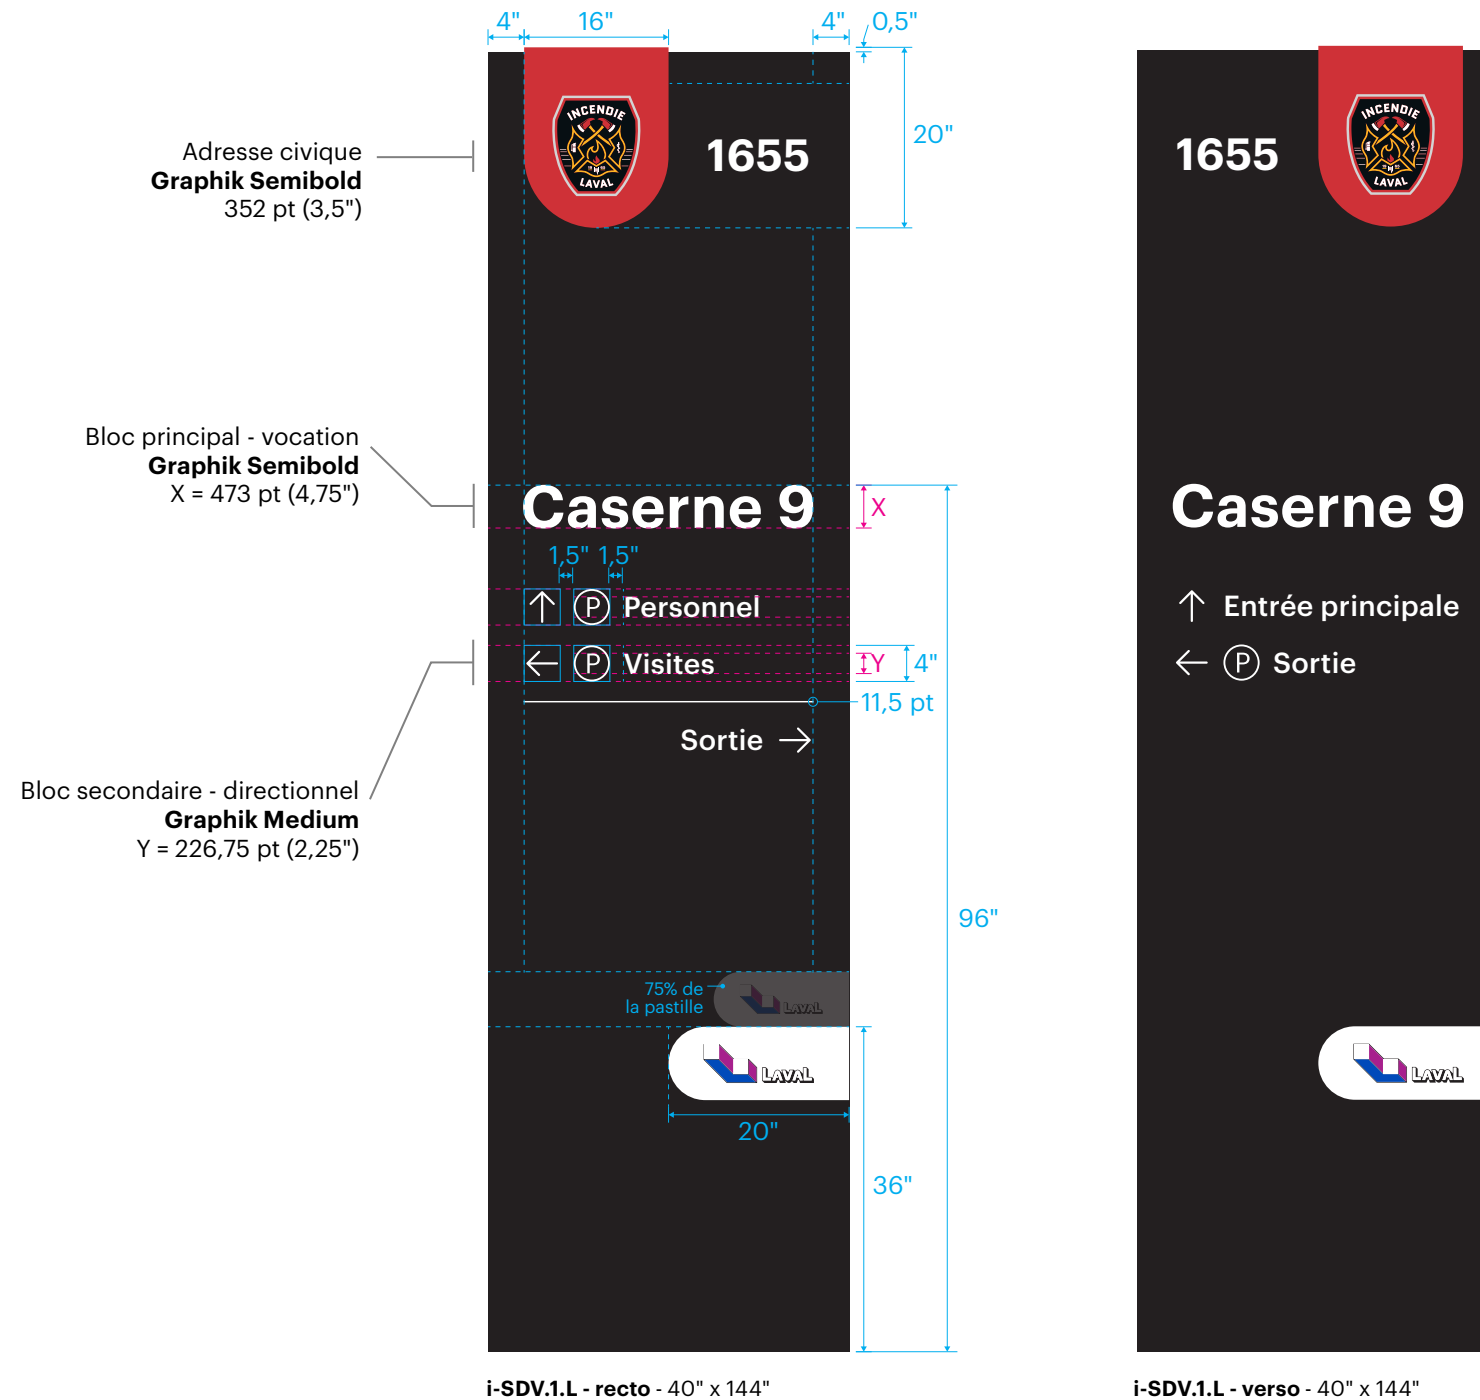 4" 16" 4" 0,5"
INCENDIE
LAVAL
1655
20"
Adresse civique
Graphik Semibold
352 pt (3,5")
1655
INCENDIE
LAVAL
Bloc principal - vocation
Graphik Semibold
X = 473 pt (4,75")
Caserne 9
X
1,5" 1,5"
P Personnel
P Visites
Y 4"
11,5 pt
Sortie
Bloc secondaire - directionnel
Graphik Medium
Y = 226,75 pt (2,25")
Caserne 9
Entrée principale
P Sortie
96"
75% de
la pastille
LAVAL
LAVAL
20"
36"
LAVAL
i-SDV.1.L - recto - 40" x 144"
i-SDV.1.L - verso - 40" x 144"